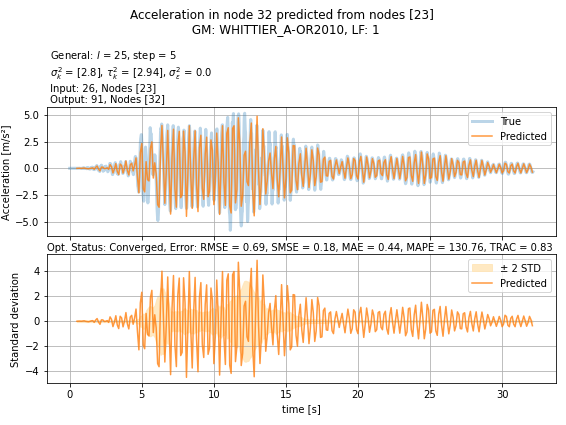 Acceleration in node 32 predicted from nodes [23]
GM: WHITTIER_A-OR2010, LF: 1
General: l = 25, step = 5
σ²ₖ = [2.8], τ²ₖ = [2.94], σ²ε = 0.0
Input: 26, Nodes [23]
Output: 91, Nodes [32]
Acceleration [m/s²]
5.0
2.5
0.0
−2.5
−5.0
True
Predicted
Opt. Status: Converged, Error: RMSE = 0.69, SMSE = 0.18, MAE = 0.44, MAPE = 130.76, TRAC = 0.83
Standard deviation
4
2
0
−2
−4
± 2 STD
Predicted
0 5 10 15 20 25 30
time [s]